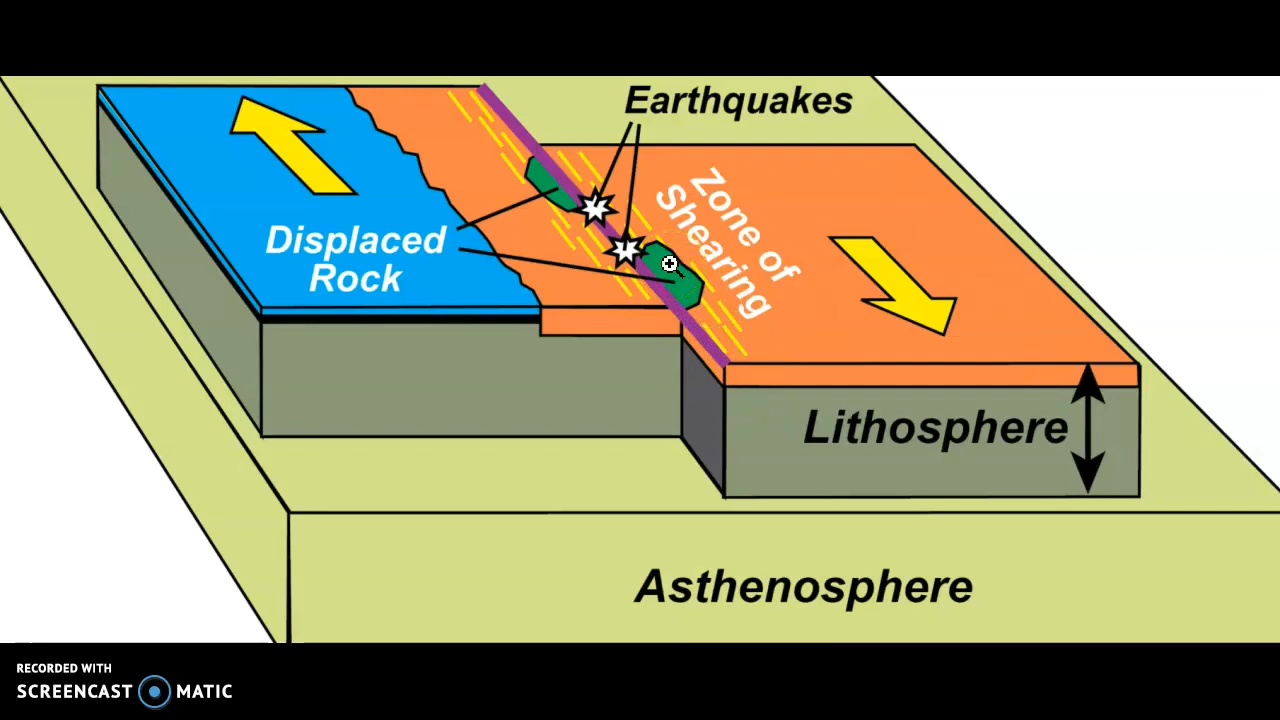 Earthquakes
Zone of
Shearing
Displaced
Rock
Lithosphere
Asthenosphere
RECORDED WITH
SCREENCAST MATIC